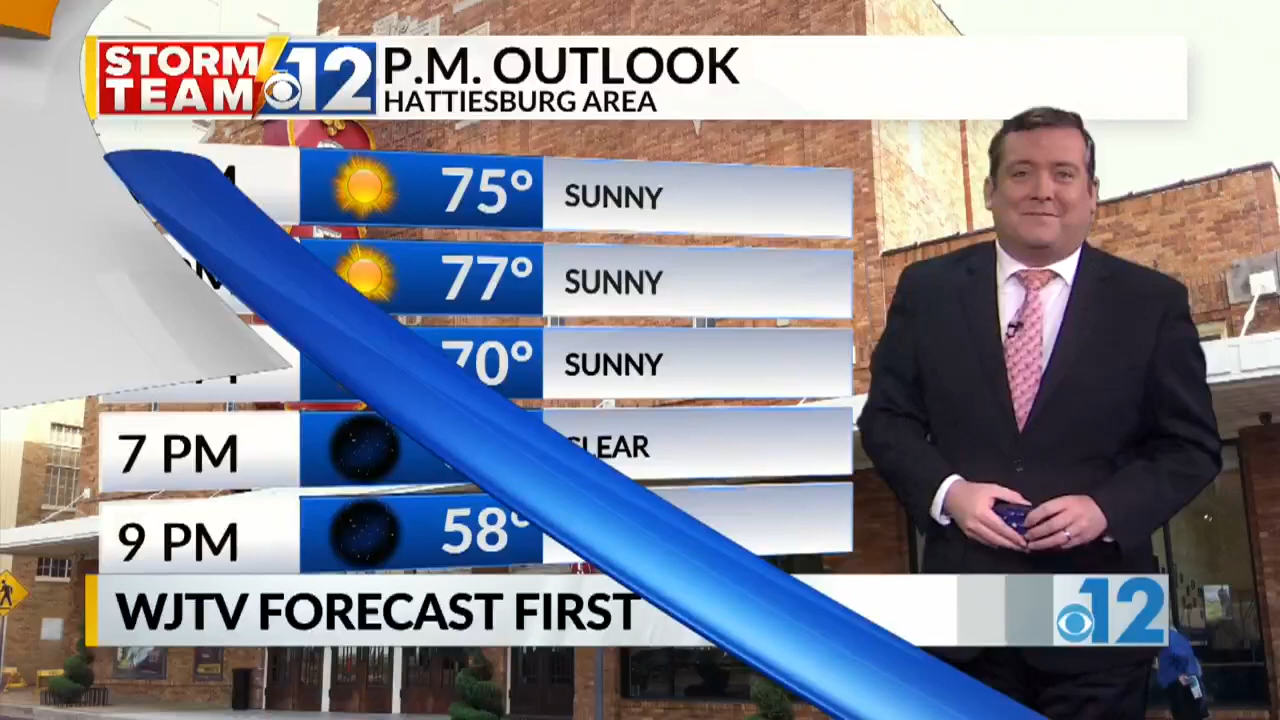 STORM
TEAM 12
P.M. OUTLOOK
HATTIESBURG AREA
75° SUNNY
77° SUNNY
70° SUNNY
7 PM
9 PM 58°
WJTV FORECAST FIRST
12